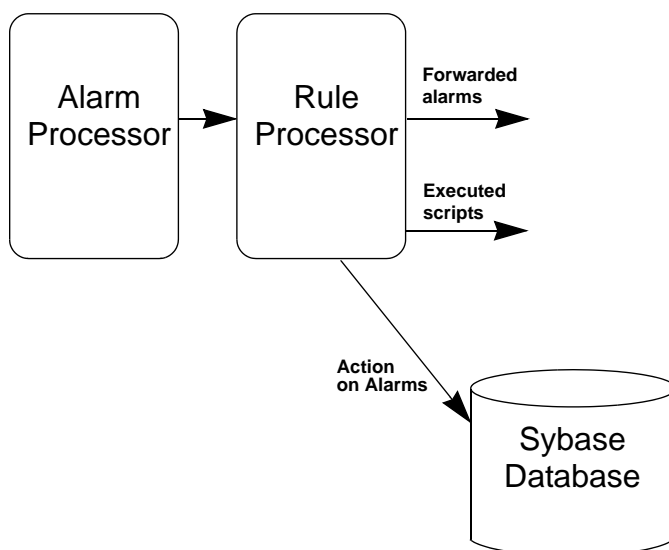 Alarm
Processor
Rule
Processor
Forwarded
alarms
Executed
scripts
Action
on Alarms
Sybase
Database